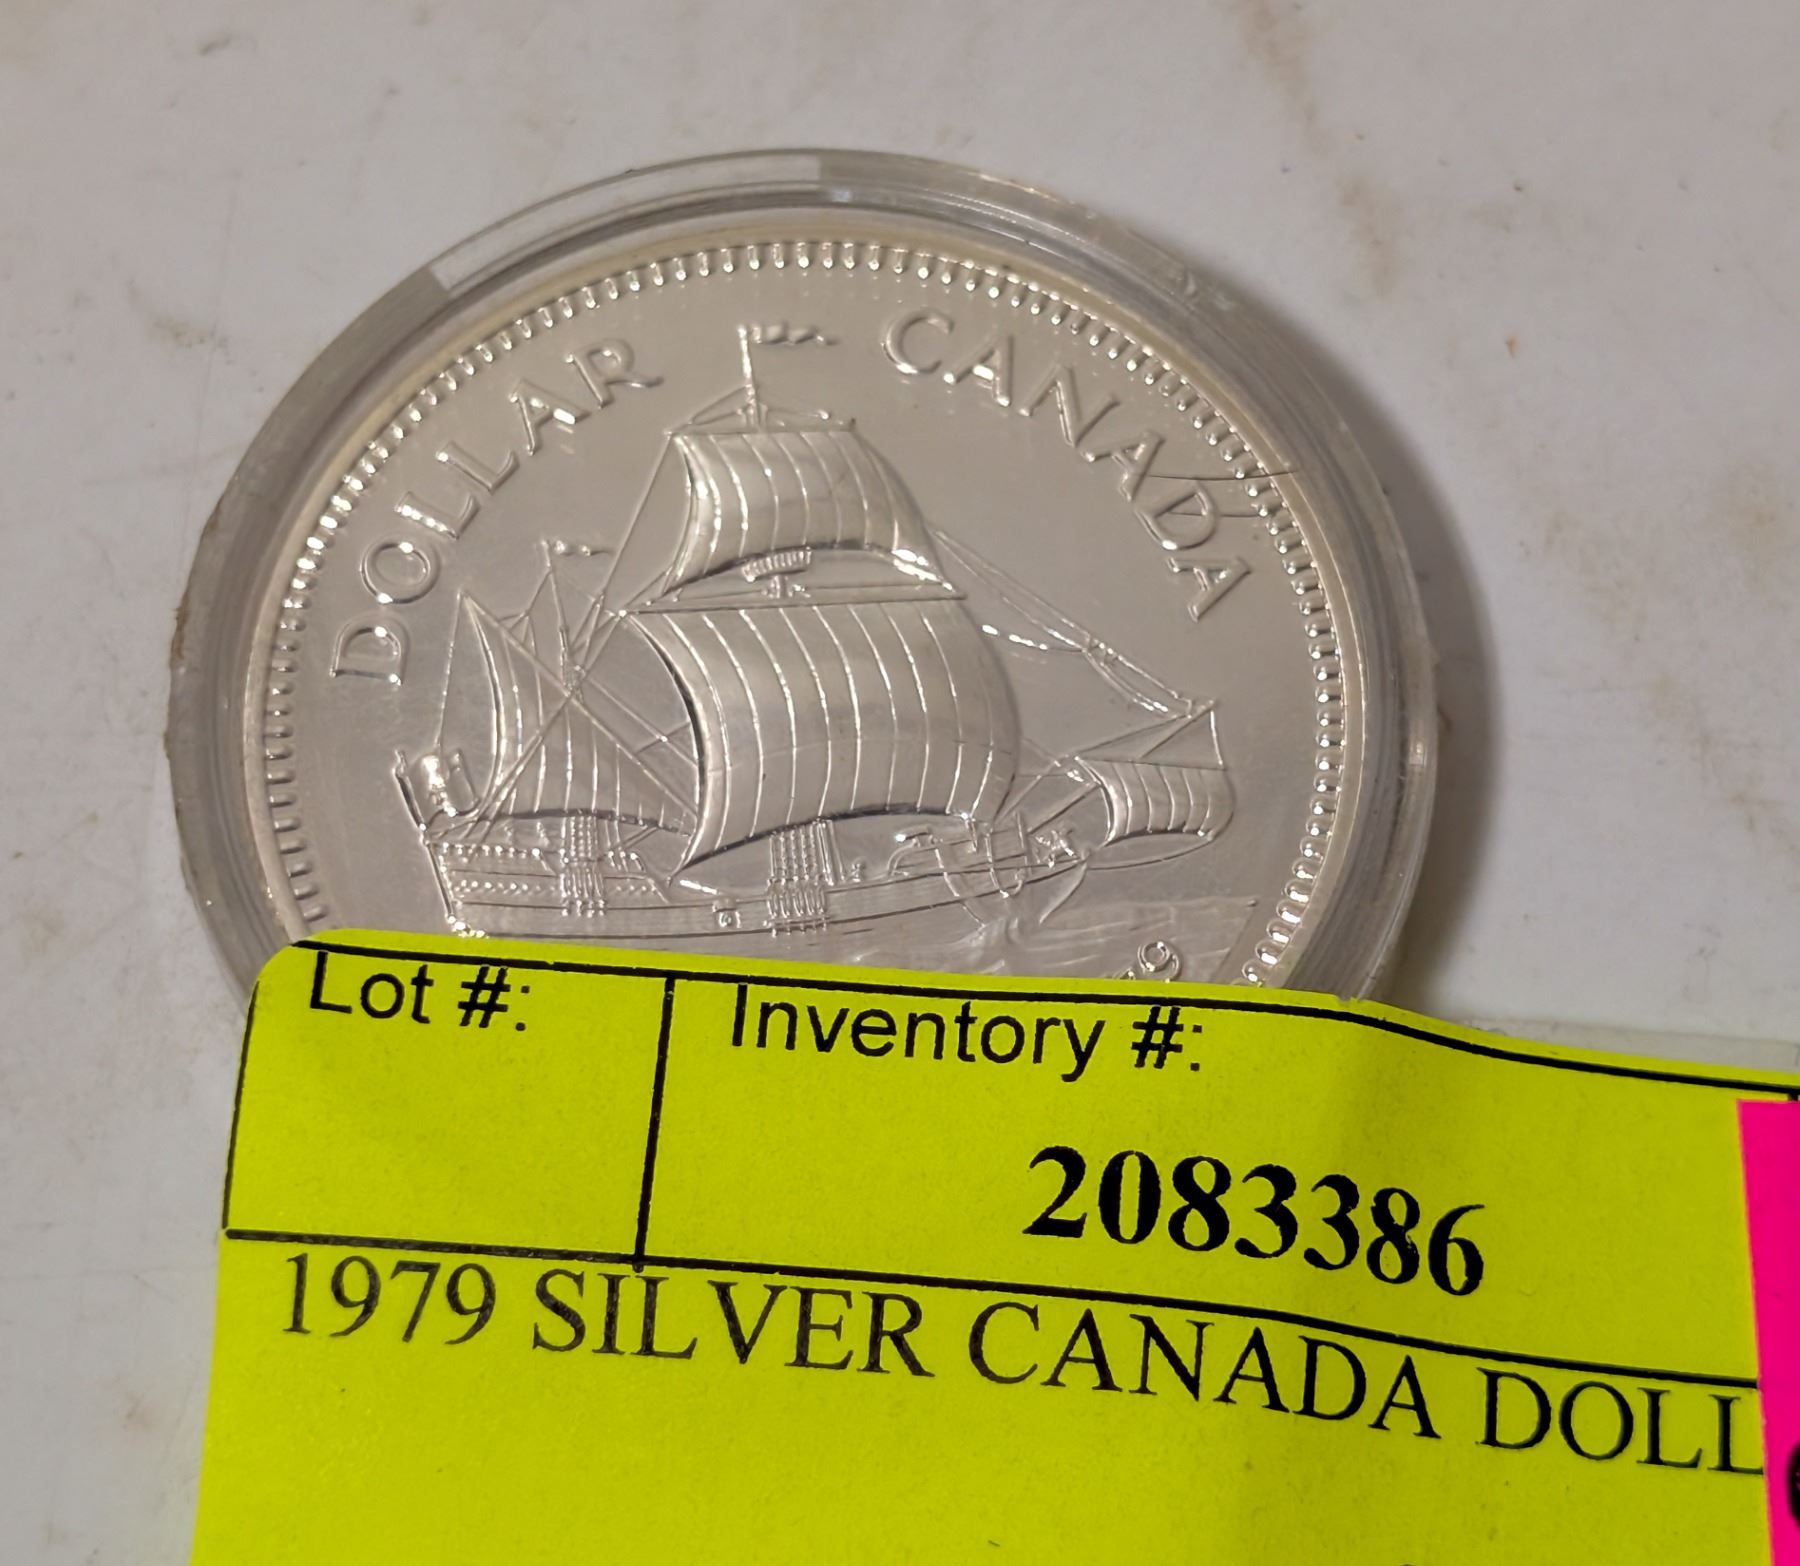 DOLLAR CANADA
Lot #: Inventory #:
2083386
1979 SILVER CANADA DOLL